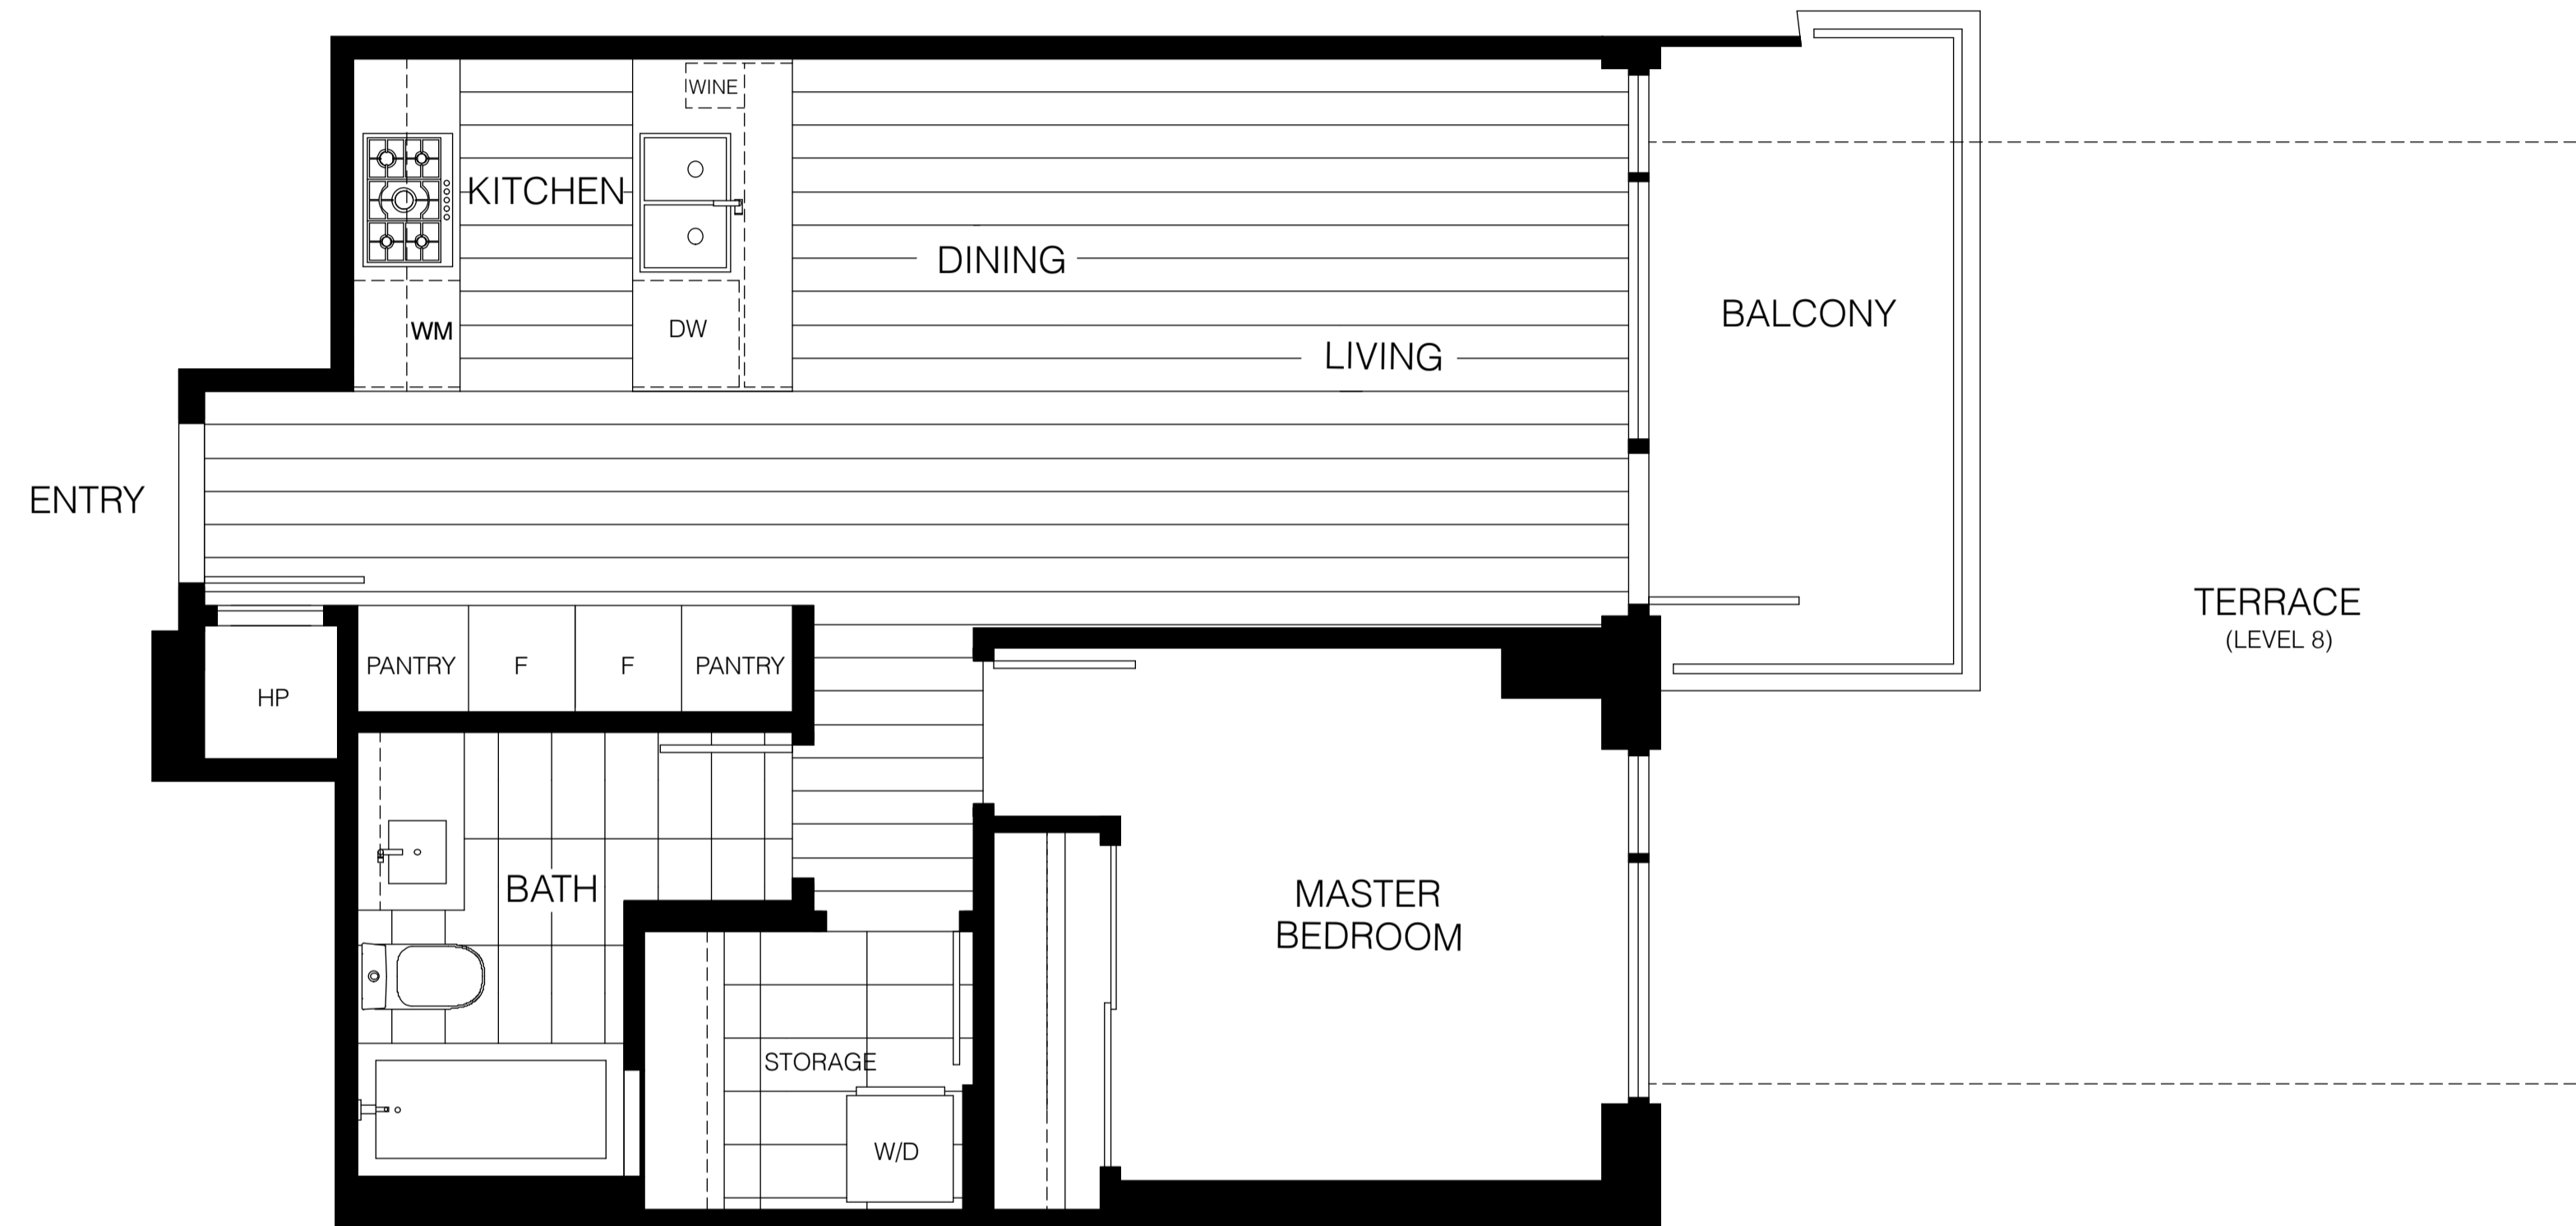 WINE
KITCHEN
DINING
BALCONY
WM
DW
LIVING
ENTRY
TERRACE
(LEVEL 8)
PANTRY
F
F
PANTRY
HP
BATH
MASTER
BEDROOM
STORAGE
W/D